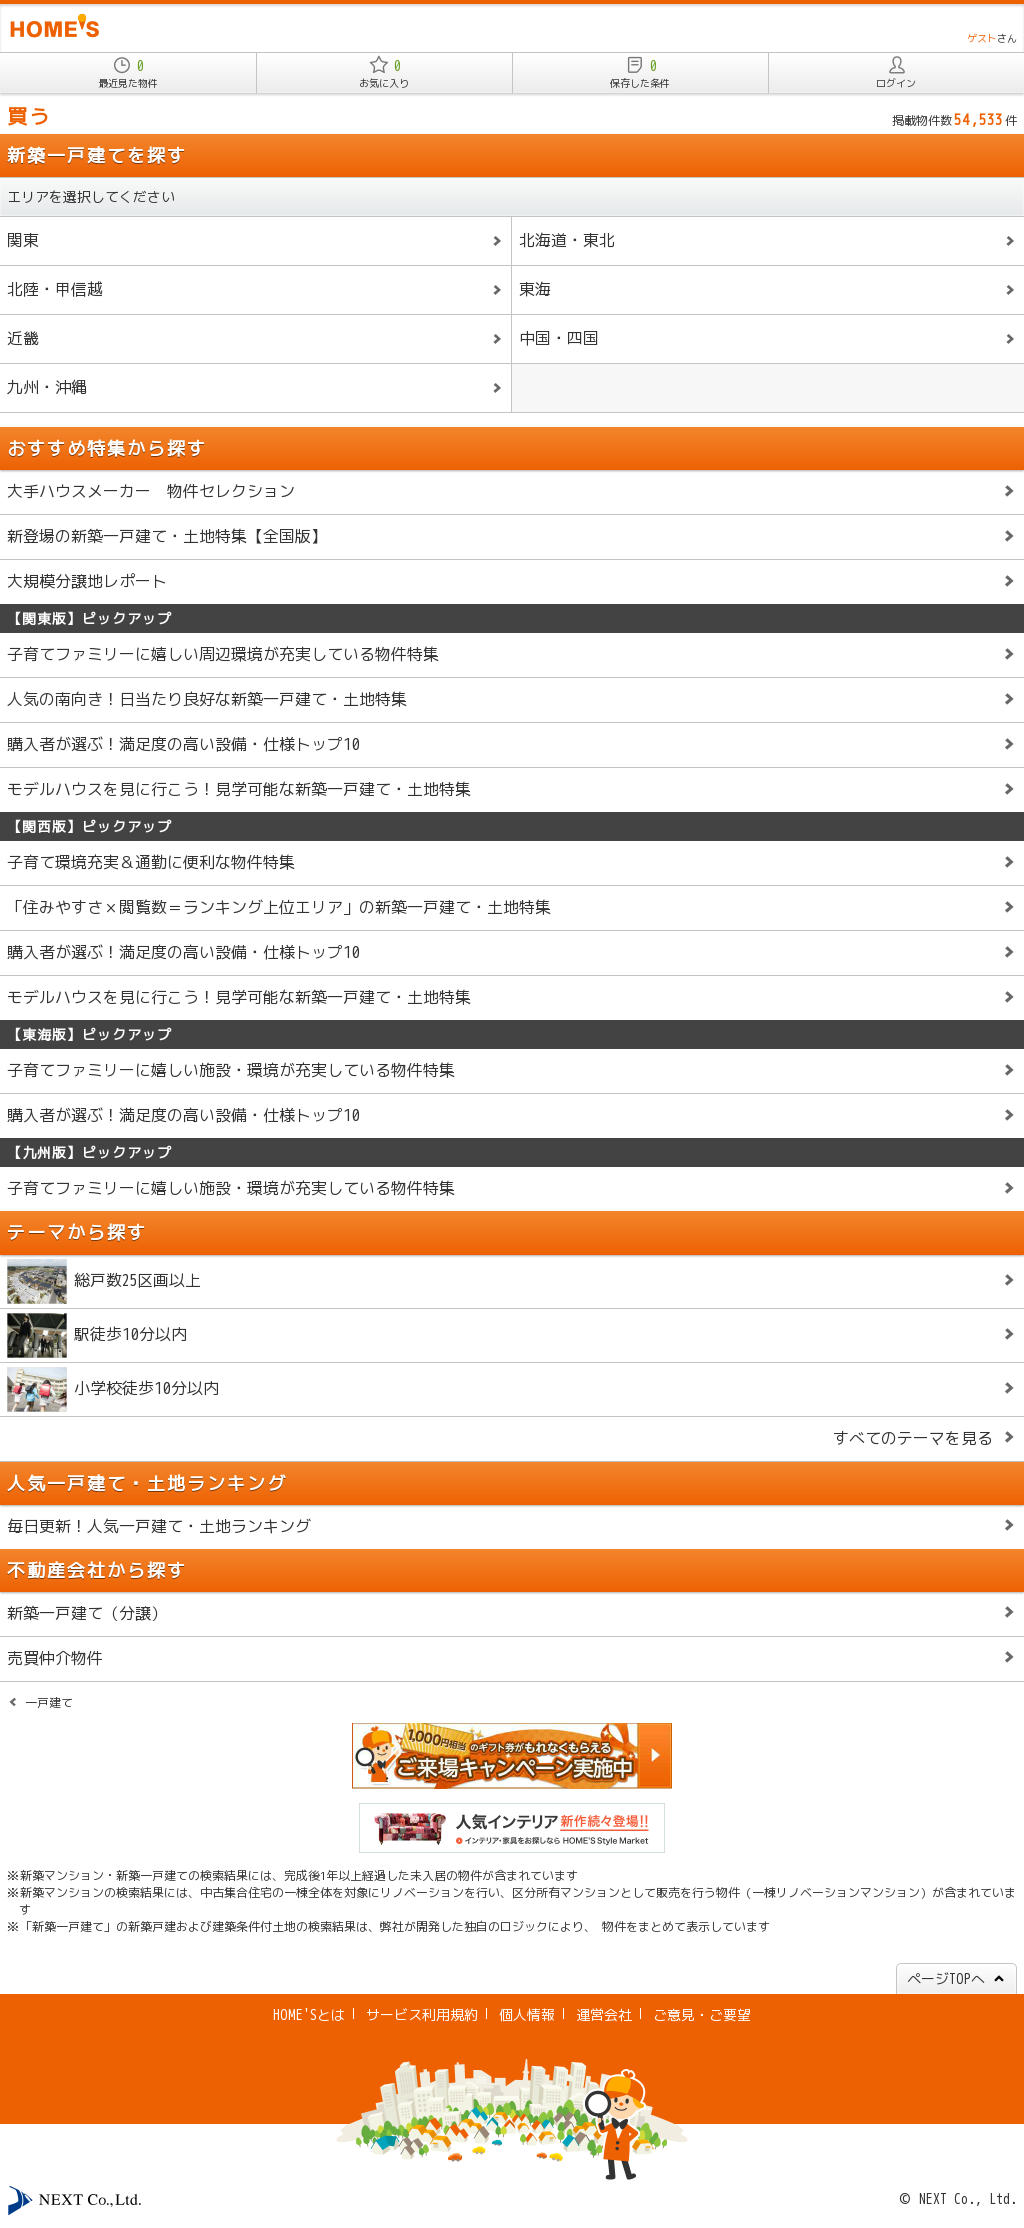 HOME'S
ゲストさん
0
最近見た物件
0
お気に入り
0
保存した条件
ログイン
買う
掲載物件数54,533件
新築一戸建てを探す
エリアを選択してください
関東
北海道・東北
北陸・甲信越
東海
近畿
中国・四国
九州・沖縄
おすすめ特集から探す
大手ハウスメーカー　物件セレクション
新登場の新築一戸建て・土地特集【全国版】
大規模分譲地レポート
【関東版】ピックアップ
子育てファミリーに嬉しい周辺環境が充実している物件特集
人気の南向き！日当たり良好な新築一戸建て・土地特集
購入者が選ぶ！満足度の高い設備・仕様トップ10
モデルハウスを見に行こう！見学可能な新築一戸建て・土地特集
【関西版】ピックアップ
子育て環境充実＆通勤に便利な物件特集
「住みやすさ×閲覧数＝ランキング上位エリア」の新築一戸建て・土地特集
購入者が選ぶ！満足度の高い設備・仕様トップ10
モデルハウスを見に行こう！見学可能な新築一戸建て・土地特集
【東海版】ピックアップ
子育てファミリーに嬉しい施設・環境が充実している物件特集
購入者が選ぶ！満足度の高い設備・仕様トップ10
【九州版】ピックアップ
子育てファミリーに嬉しい施設・環境が充実している物件特集
テーマから探す
総戸数25区画以上
駅徒歩10分以内
小学校徒歩10分以内
すべてのテーマを見る
人気一戸建て・土地ランキング
毎日更新！人気一戸建て・土地ランキング
不動産会社から探す
新築一戸建て（分譲）
売買仲介物件
一戸建て
1,000円相当のギフト券がもれなくもらえる
ご来場キャンペーン実施中
人気インテリア新作続々登場!!
インテリア・家具をお探しなら HOME'S Style Market
※新築マンション・新築一戸建ての検索結果には、完成後1年以上経過した未入居の物件が含まれています
※新築マンションの検索結果には、中古集合住宅の一棟全体を対象にリノベーションを行い、区分所有マンションとして販売を行う物件（一棟リノベーションマンション）が含まれていま
す
※「新築一戸建て」の新築戸建および建築条件付土地の検索結果は、弊社が開発した独自のロジックにより、 物件をまとめて表示しています
ページTOPへ
HOME'Sとは | サービス利用規約 | 個人情報 | 運営会社 | ご意見・ご要望
NEXT Co.,Ltd.
© NEXT Co., Ltd.